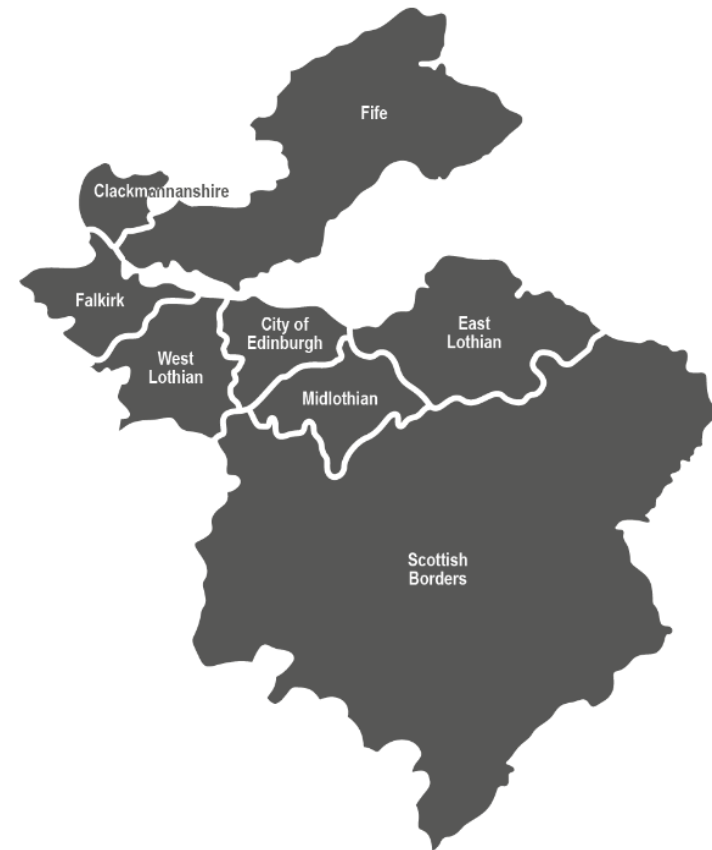 Fife
Clackmannanshire
Falkirk
City of
Edinburgh
East
Lothian
West
Lothian
Midlothian
Scottish
Borders